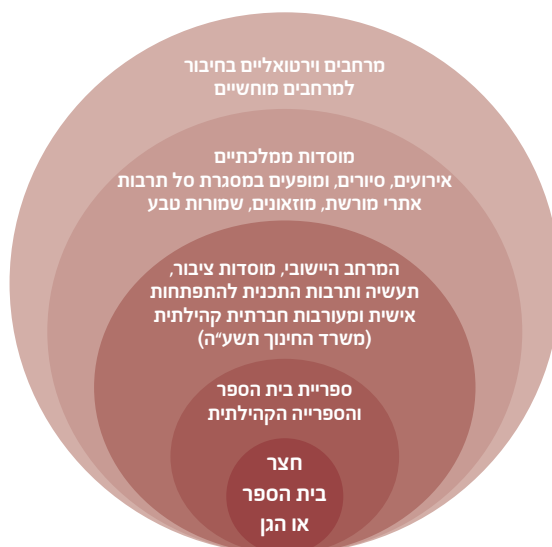 מרחבים וירטואליים בחיבור
למרחבים מוחשיים
מוסדות ממלכתיים
אירועים, סיורים, ומופעים במסגרת סל תרבות
אתרי מורשת, מוזאונים, שמורות טבע
המרחב היישובי, מוסדות ציבור,
תעשיה ותרבות התכנית להתפתחות
אישית ומעורבות חברתית קהילתית
(משרד החינוך תשע״ה)
ספריית בית הספר
והספרייה הקהילתית
חצר
בית הספר
או הגן